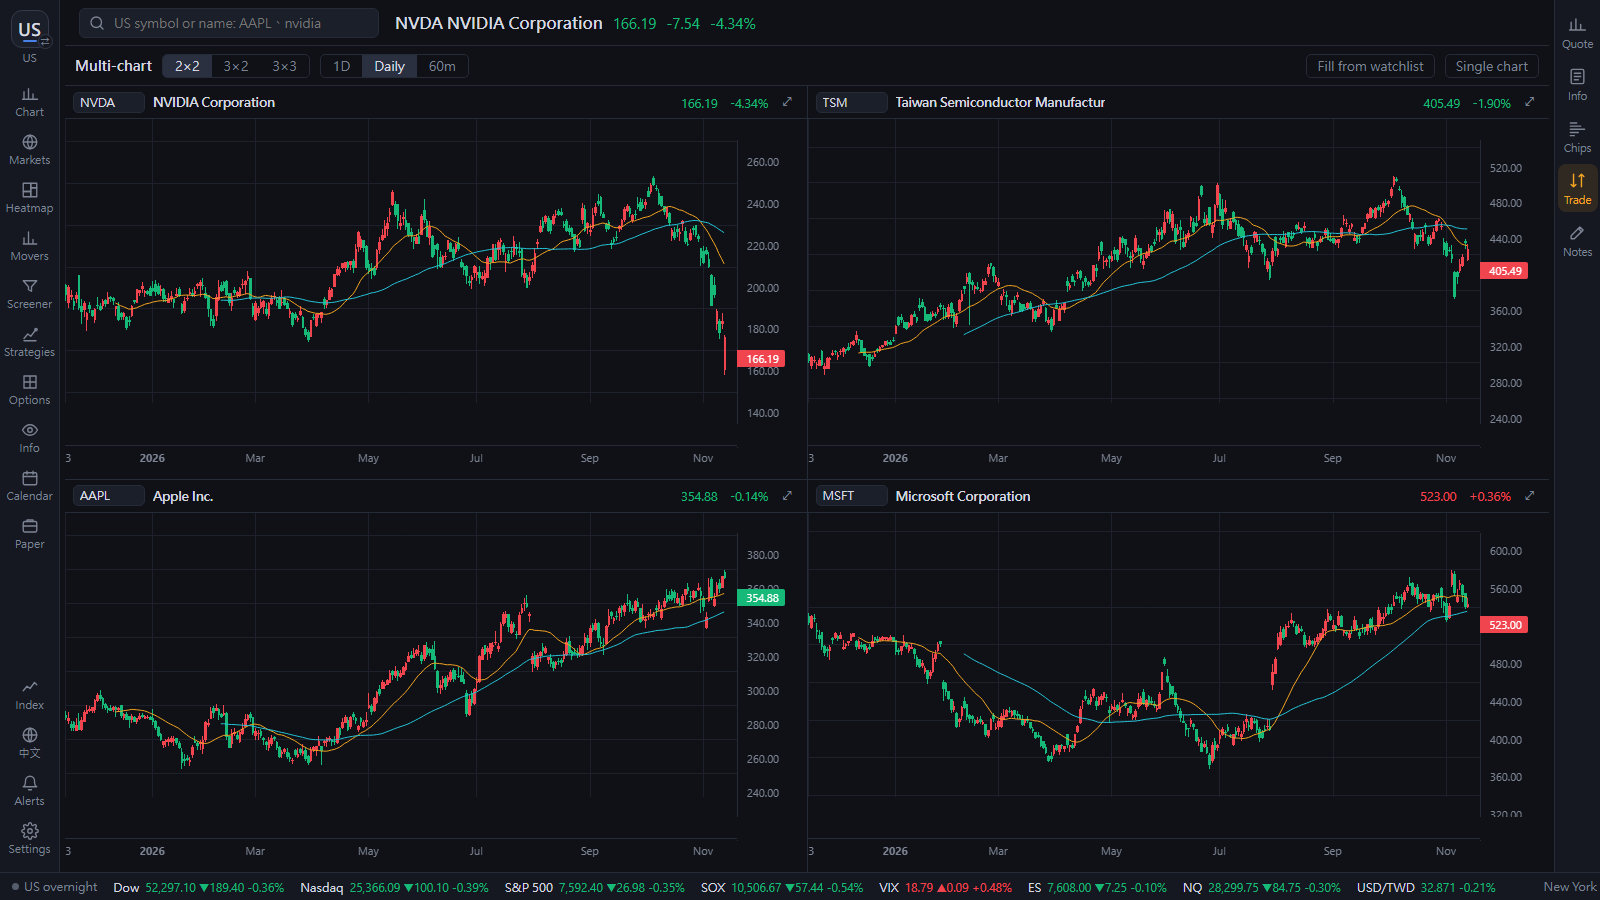 US
US
Chart
Markets
Heatmap
Movers
Screener
Strategies
Options
Info
Calendar
Paper
Index
中文
Alerts
Settings
US symbol or name: AAPL、nvidia
NVDA NVIDIA Corporation 166.19 -7.54 -4.34%
Multi-chart 2×2 3×2 3×3 1D Daily 60m Fill from watchlist Single chart
NVDA NVIDIA Corporation 166.19 -4.34%
260.00
240.00
220.00
200.00
180.00
166.19
160.00
140.00
3 2026 Mar May Jul Sep Nov
TSM Taiwan Semiconductor Manufactur 405.49 -1.90%
520.00
480.00
440.00
405.49
360.00
320.00
280.00
240.00
3 2026 Mar May Jul Sep Nov
AAPL Apple Inc. 354.88 -0.14%
380.00
360.00
354.88
340.00
320.00
300.00
280.00
260.00
240.00
3 2026 Mar May Jul Sep Nov
MSFT Microsoft Corporation 523.00 +0.36%
600.00
560.00
523.00
480.00
440.00
400.00
360.00
320.00
3 2026 Mar May Jul Sep Nov
Quote
Info
Chips
Trade
Notes
US overnight Dow 52,297.10 ▼189.40 -0.36% Nasdaq 25,366.09 ▼100.10 -0.39% S&P 500 7,592.40 ▼26.98 -0.35% SOX 10,506.67 ▼57.44 -0.54% VIX 18.79 ▲0.09 +0.48% ES 7,608.00 ▼7.25 -0.10% NQ 28,299.75 ▼84.75 -0.30% USD/TWD 32.871 -0.21% New York